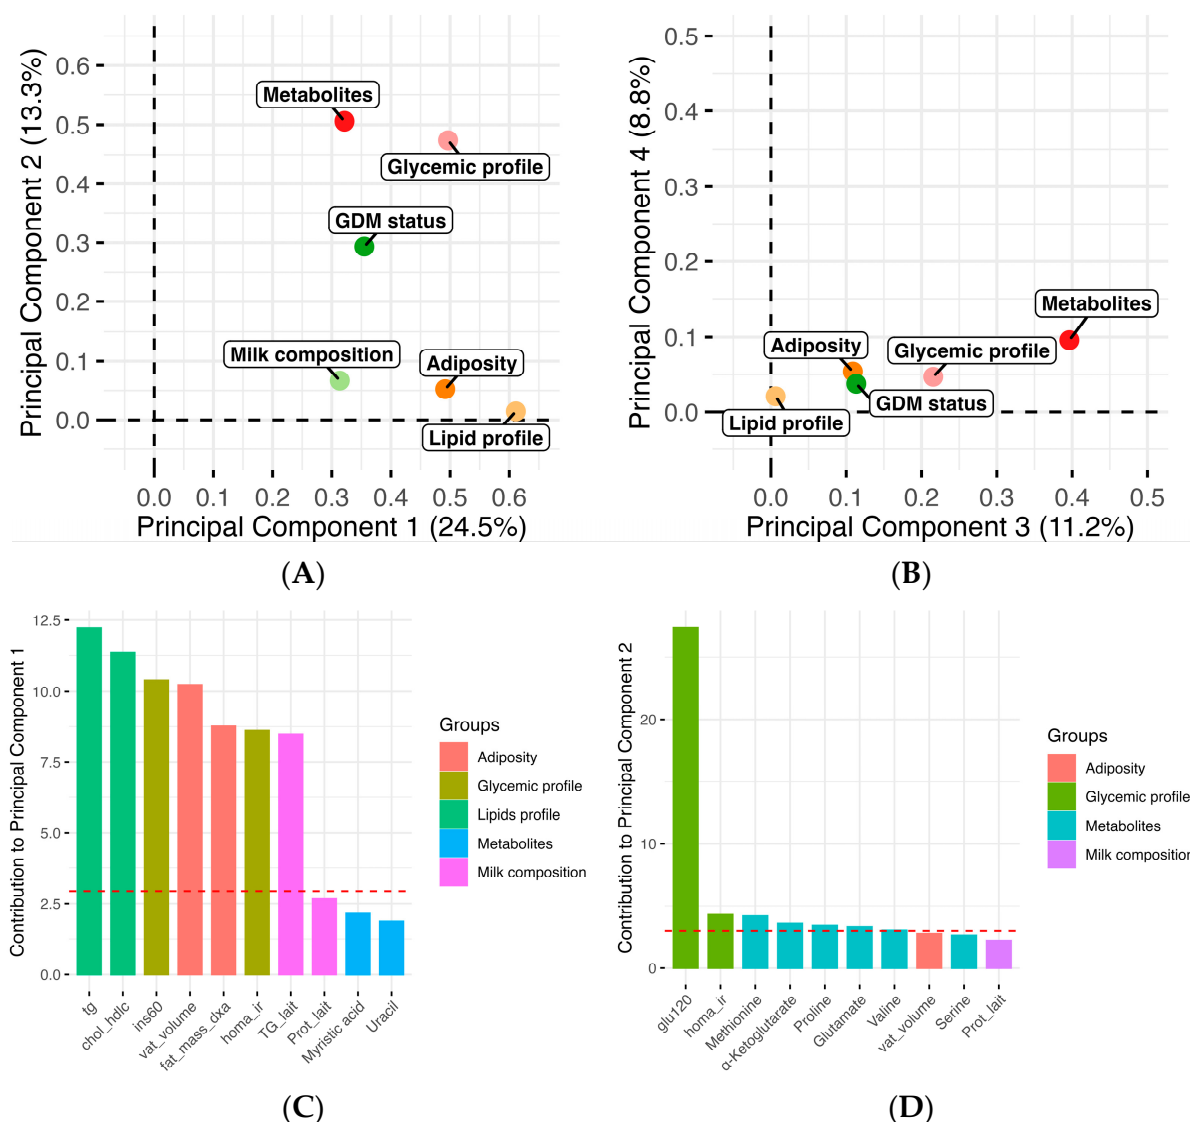 Principal Component 2 (13.3%)
0.6
0.5
0.4
0.3
0.2
0.1
0.0
Metabolites
Glycemic profile
GDM status
Milk composition
Adiposity
Lipid profile
0.0 0.1 0.2 0.3 0.4 0.5 0.6
Principal Component 1 (24.5%)
(A)
Principal Component 4 (8.8%)
0.5
0.4
0.3
0.2
0.1
0.0
Metabolites
Adiposity
Glycemic profile
GDM status
Lipid profile
0.0 0.1 0.2 0.3 0.4 0.5
Principal Component 3 (11.2%)
(B)
Contribution to Principal Component 1
12.5
10.0
7.5
5.0
2.5
0.0
tg
chol_hdlc
ins60
vat_volume
fat_mass_dxa
homa_ir
TG_lait
Prot_lait
Myristic acid
Uracil
Groups
Adiposity
Glycemic profile
Lipids profile
Metabolites
Milk composition
(C)
Contribution to Principal Component 2
20
10
0
glu120
homa_ir
Methionine
α-Ketoglutarate
Proline
Glutamate
Valine
vat_volume
Serine
Prot_lait
Groups
Adiposity
Glycemic profile
Metabolites
Milk composition
(D)